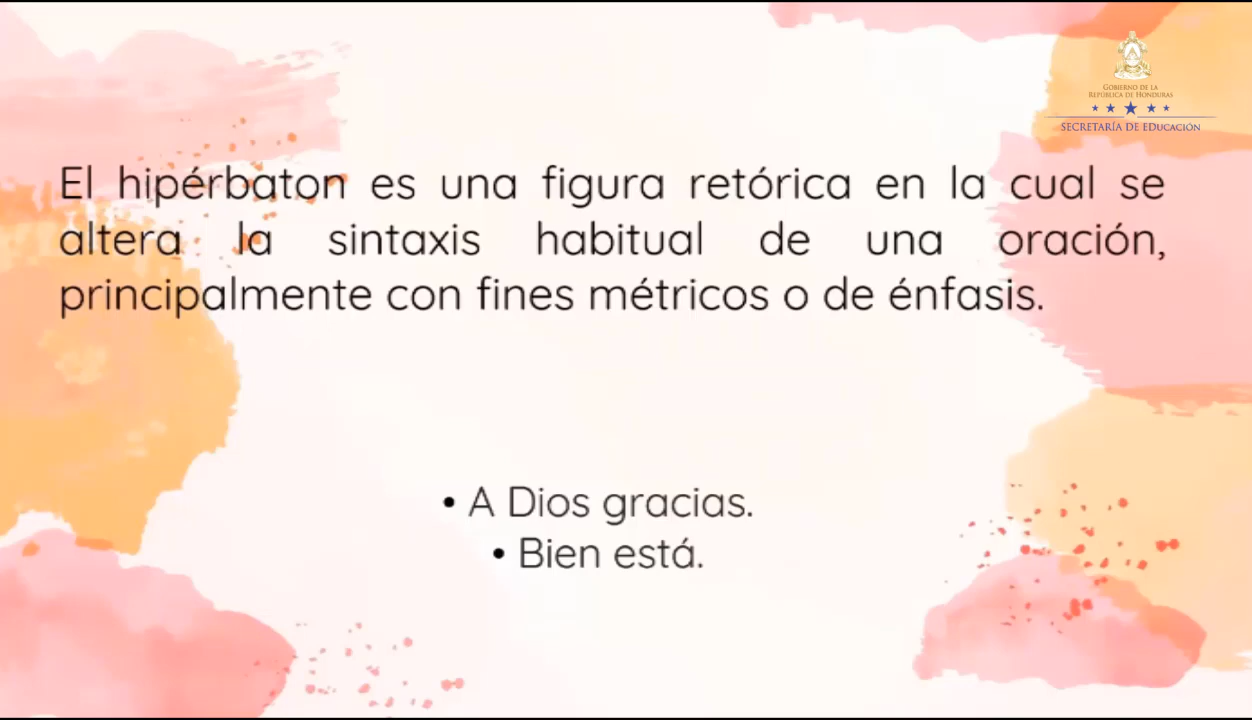 GOBIERNO DE LA
REPÚBLICA DE HONDURAS
SECRETARÍA DE EDUCACIÓN
El hipérbaton es una figura retórica en la cual se
altera la sintaxis habitual de una oración,
principalmente con fines métricos o de énfasis.
• A Dios gracias.
• Bien está.